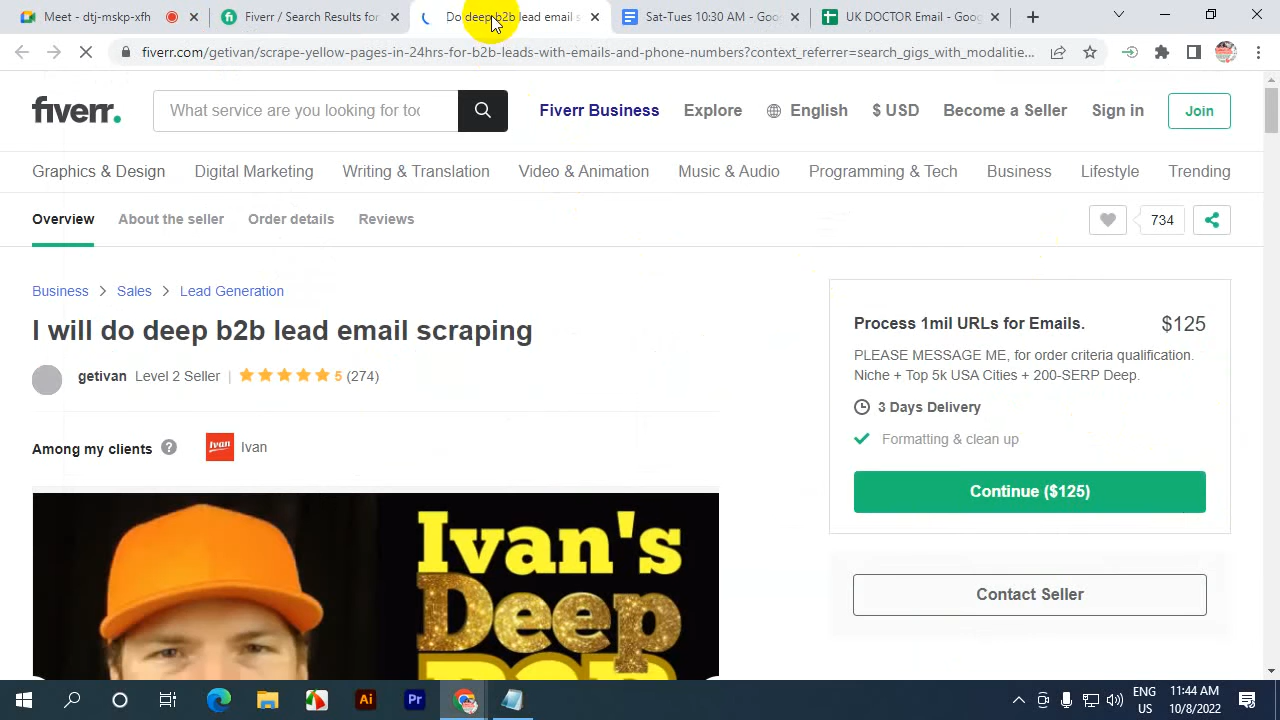 Meet - dtj-mskp-xfh
Fiverr / Search Results for
Do deep b2b lead email s
Sat Tues 10:30 AM - Goo
UK DOCTOR Email - Goog
fiverr.com/getivan/scrape-yellow-pages-in-24hrs-for-b2b-leads-with-emails-and-phone-numbers?context_referrer=search_gigs_with_modalitie...
fiverr.
What service are you looking for tod
Fiverr Business
Explore
English
$ USD
Become a Seller
Sign in
Join
Graphics & Design
Digital Marketing
Writing & Translation
Video & Animation
Music & Audio
Programming & Tech
Business
Lifestyle
Trending
Overview
About the seller
Order details
Reviews
734
Business > Sales > Lead Generation
I will do deep b2b lead email scraping
getivan Level 2 Seller | 5 (274)
Among my clients ? Ivan Ivan
Ivan's
Deep
B2B
Process 1mil URLs for Emails. $125
PLEASE MESSAGE ME, for order criteria qualification.
Niche + Top 5k USA Cities + 200-SERP Deep.
3 Days Delivery
Formatting & clean up
Continue ($125)
Contact Seller
Ai
Pr
ENG
US
11:44 AM
10/8/2022